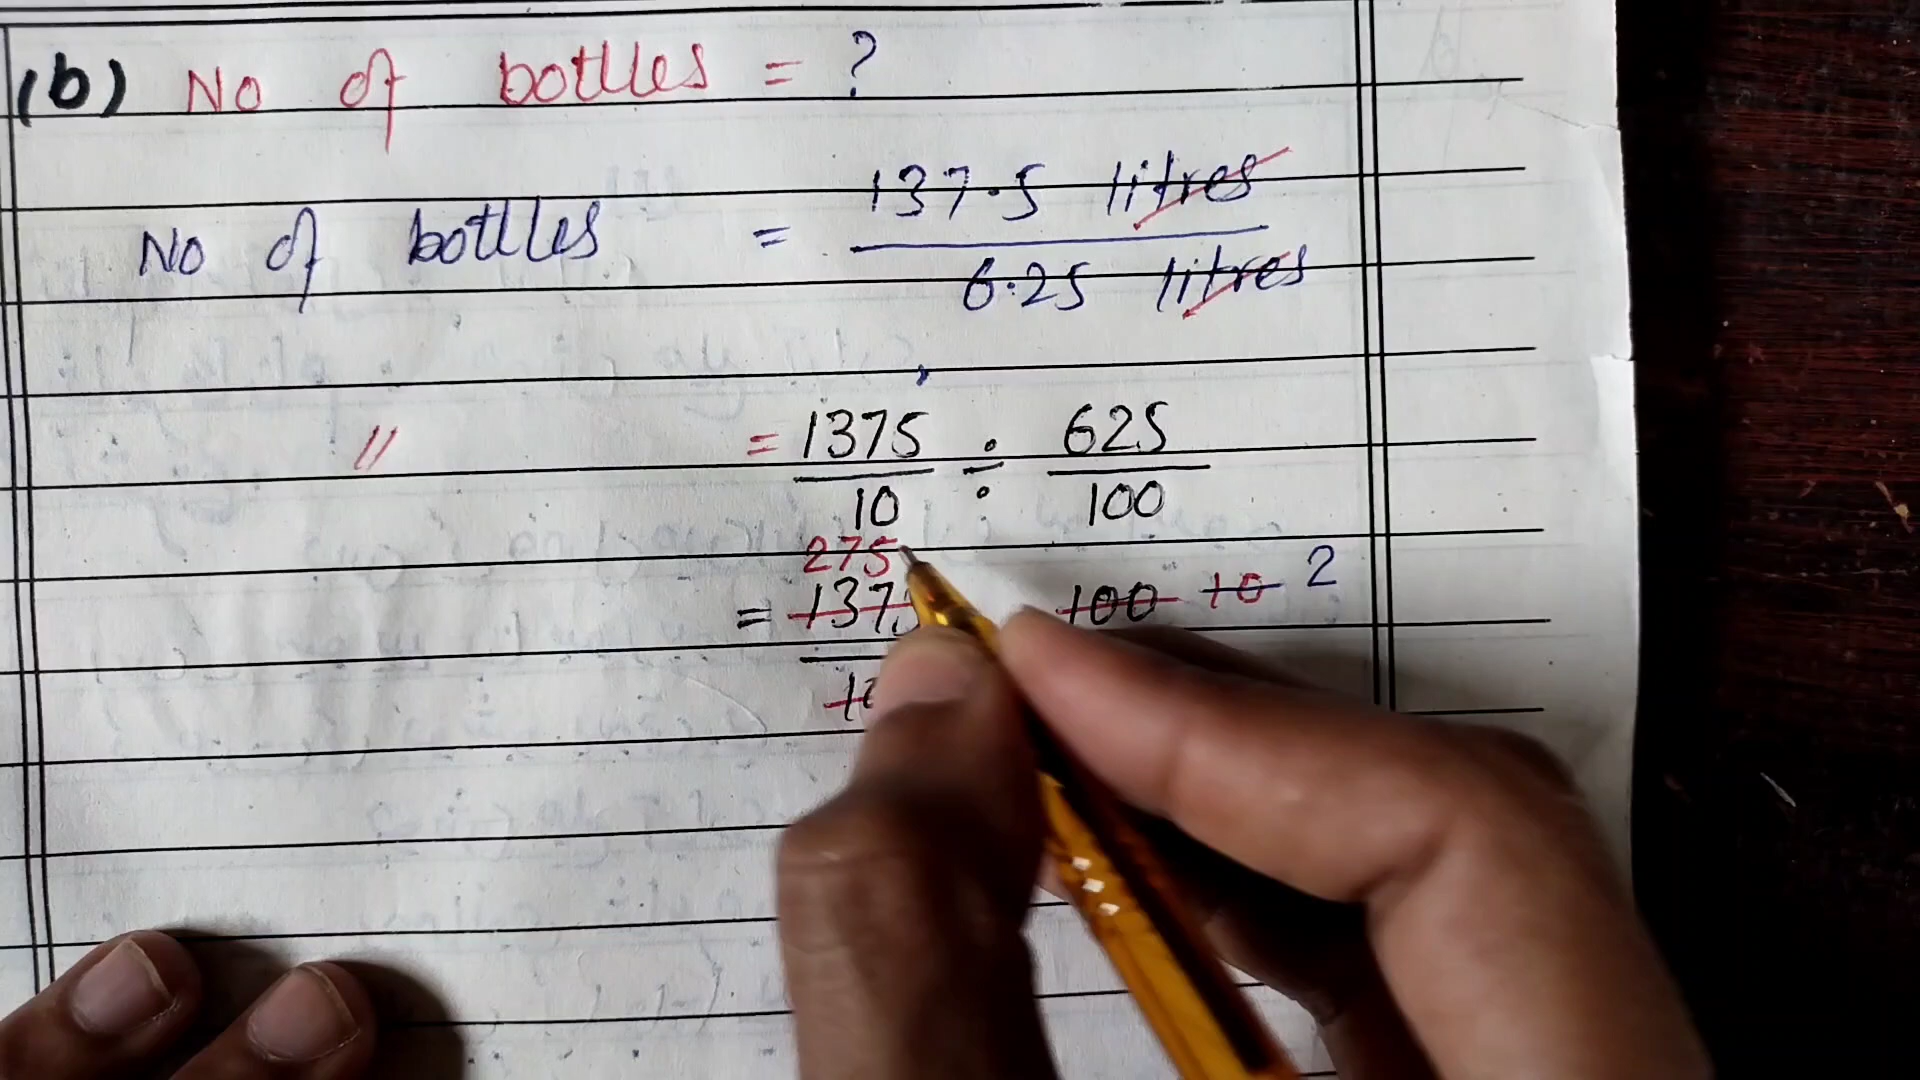 (b) No of bottles = ?
No of bottles = 137.5 litres
6.25 litres
" = 1375 ÷ 625
10 100
275
= 1375 100 10 2
10